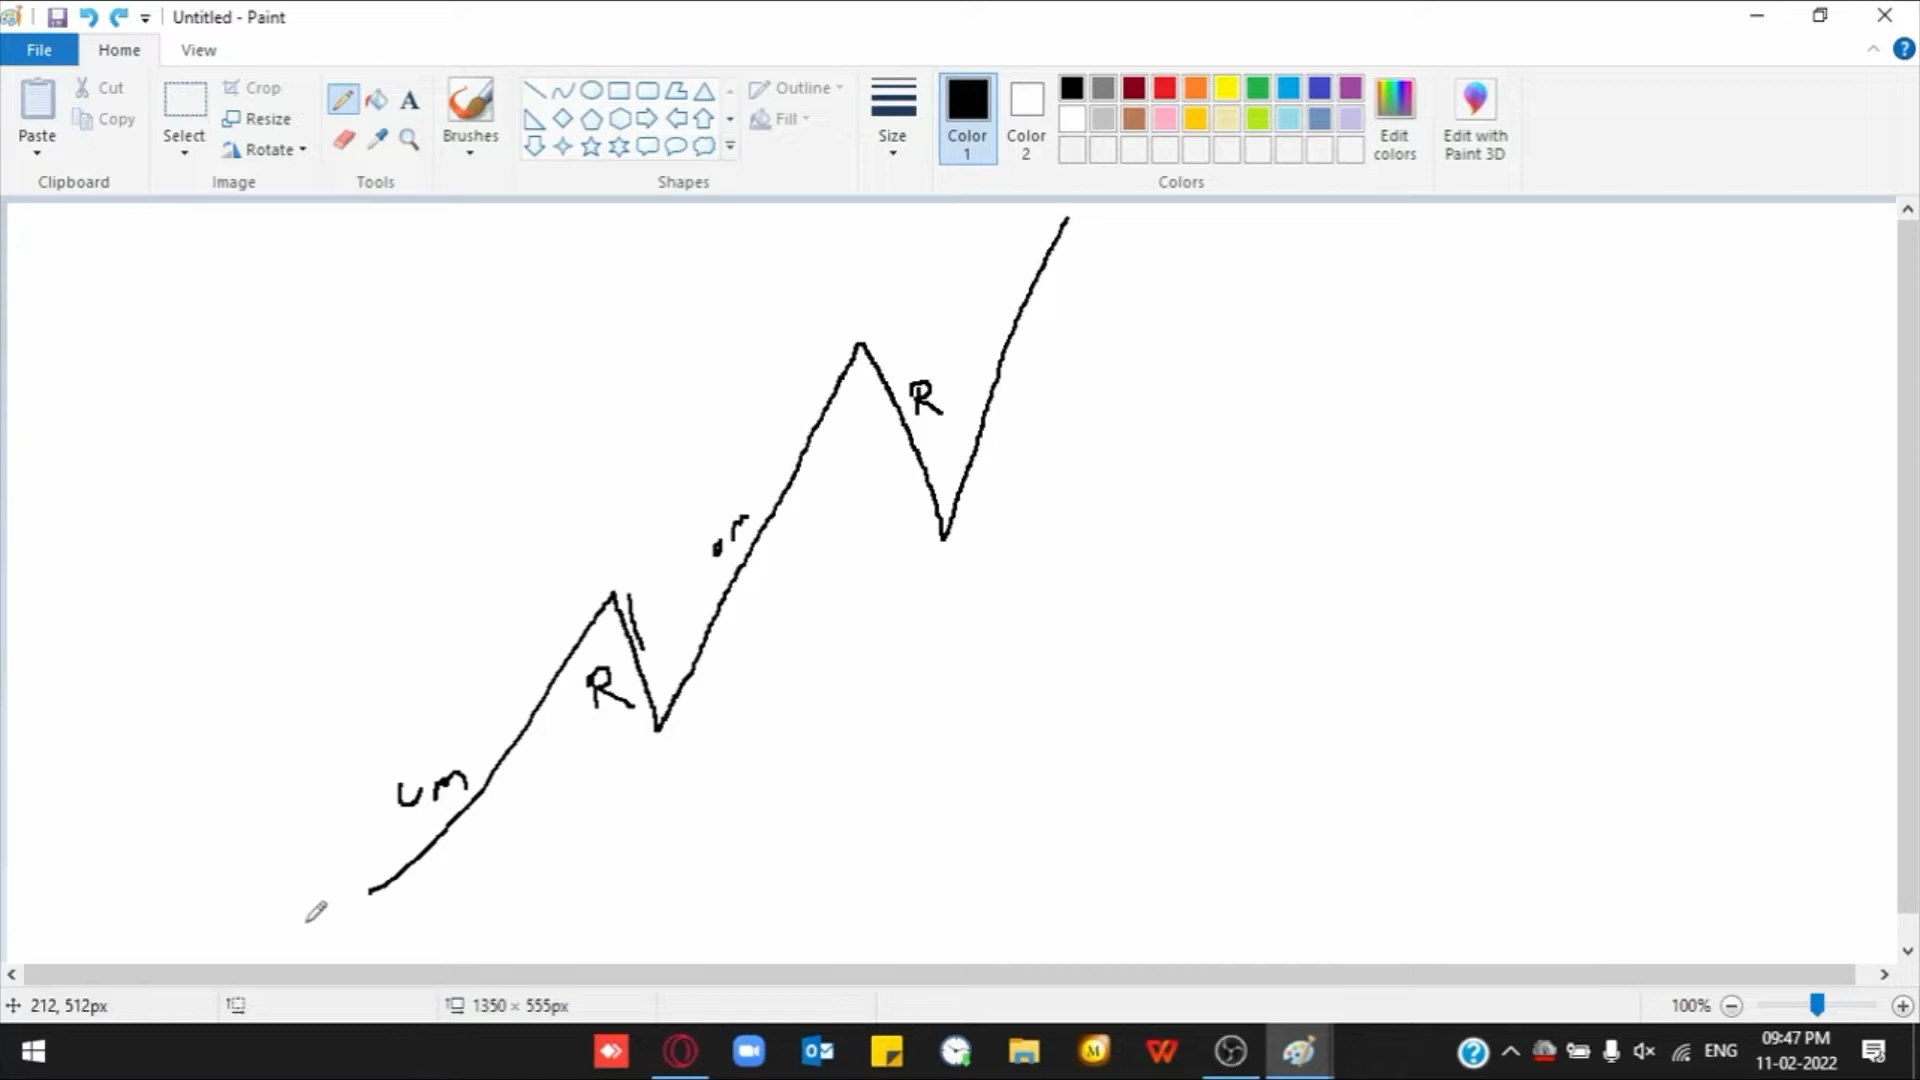 Untitled - Paint
File
Home
View
Paste
Cut
Copy
Clipboard
Select
Crop
Resize
Rotate
Image
Tools
A
Brushes
Shapes
Outline
Fill
Size
Color 1
Color 2
Colors
Edit colors
Edit with Paint 3D
R
R
um
212, 512px
1350 × 555px
100%
ENG
09:47 PM
11-02-2022